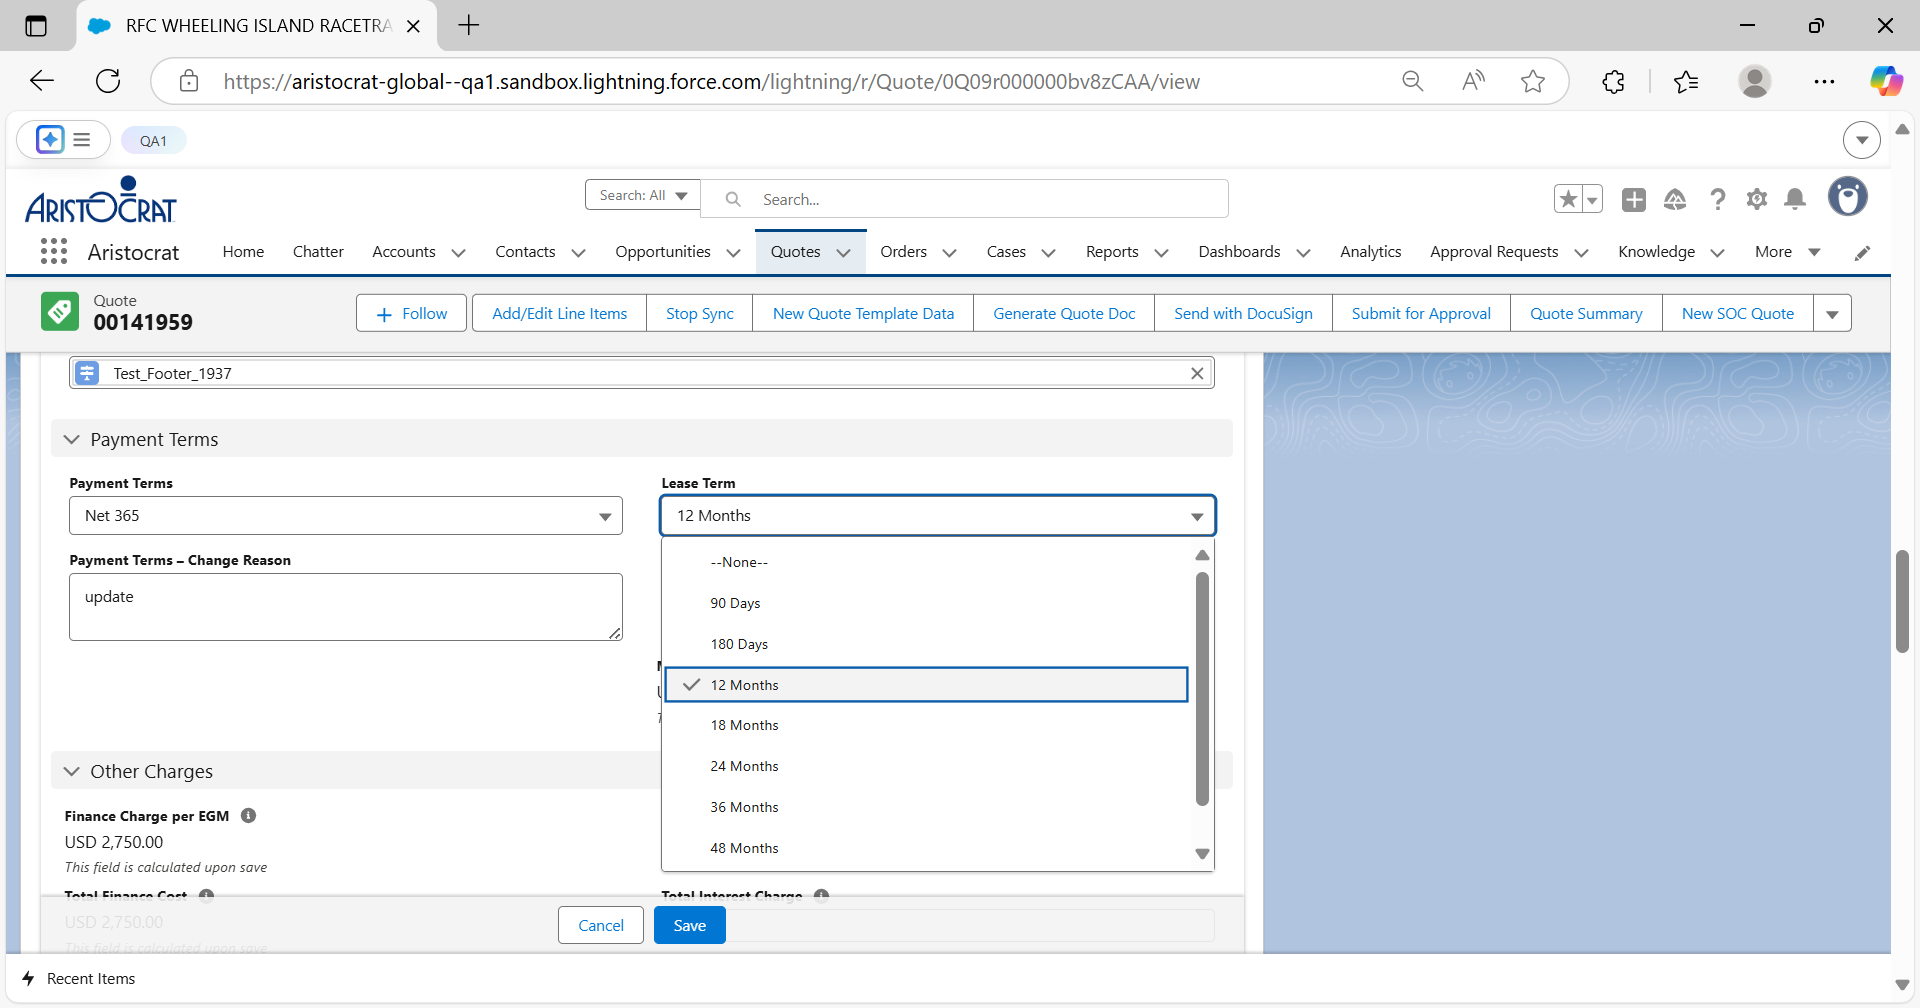 RFC WHEELING ISLAND RACETRA
https://aristocrat-global--qa1.sandbox.lightning.force.com/lightning/r/Quote/0Q09r000000bv8zCAA/view
QA1
ARISTOCRAT
Search: All
Search...
Aristocrat
Home
Chatter
Accounts
Contacts
Opportunities
Quotes
Orders
Cases
Reports
Dashboards
Analytics
Approval Requests
Knowledge
More
Quote
00141959
Follow
Add/Edit Line Items
Stop Sync
New Quote Template Data
Generate Quote Doc
Send with DocuSign
Submit for Approval
Quote Summary
New SOC Quote
Test_Footer_1937
Payment Terms
Payment Terms
Net 365
Lease Term
12 Months
Payment Terms – Change Reason
update
--None--
90 Days
180 Days
12 Months
18 Months
24 Months
36 Months
48 Months
Other Charges
Finance Charge per EGM
USD 2,750.00
This field is calculated upon save
Total Finance Cost
USD 2,750.00
This field is calculated upon save
Total Interest Charge
Cancel
Save
Recent Items